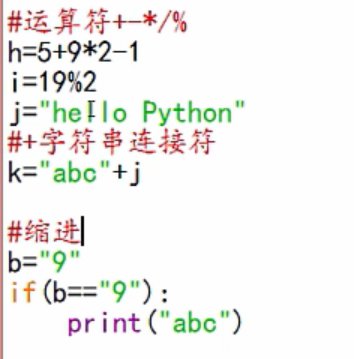 #运算符+-*/%
h=5+9*2-1
i=19%2
j="hello Python"
#+字符串连接符
k="abc"+j
#缩进
b="9"
if(b=="9"):
    print("abc")